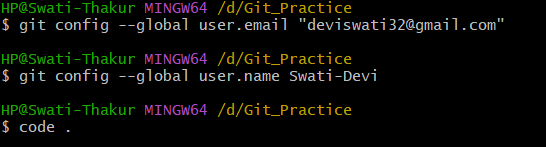 HP@Swati-Thakur MINGW64 /d/Git_Practice
$ git config --global user.email "deviswati32@gmail.com"
HP@Swati-Thakur MINGW64 /d/Git_Practice
$ git config --global user.name Swati-Devi
HP@Swati-Thakur MINGW64 /d/Git_Practice
$ code .